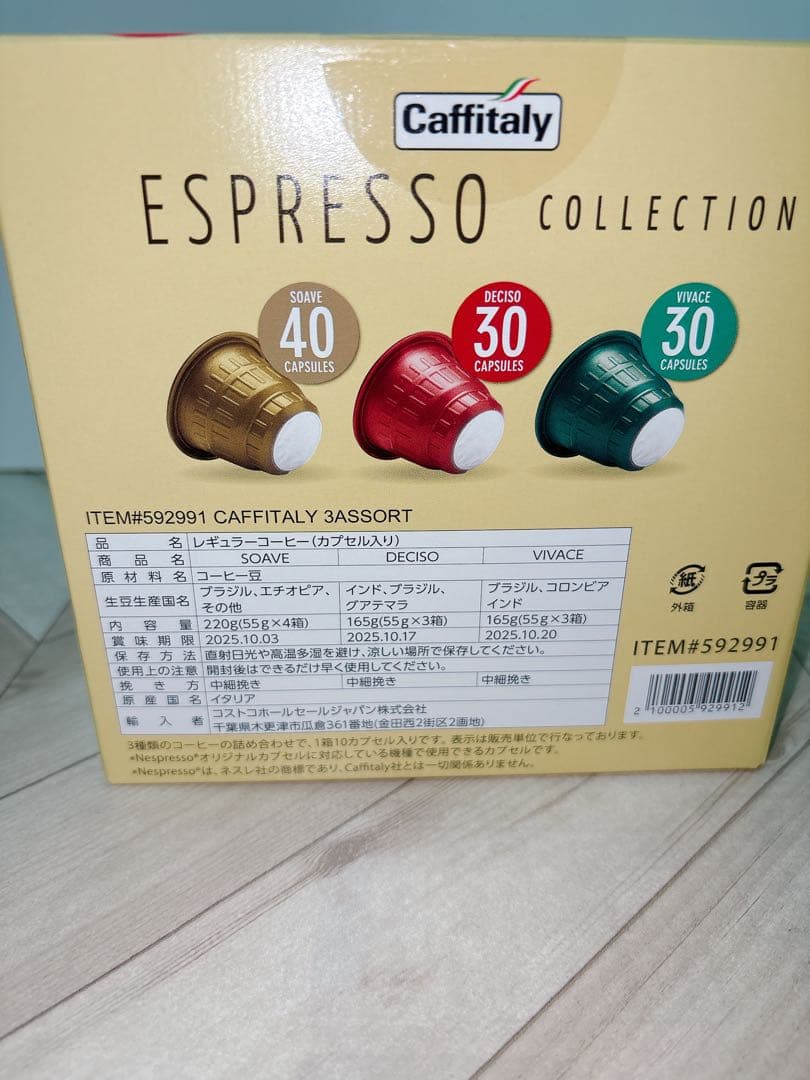 Caffitaly
ESPRESSO COLLECTION
SOAVE
40
CAPSULES
DECISO
30
CAPSULES
VIVACE
30
CAPSULES
ITEM#592991 CAFFITALY 3ASSORT
品名 レギュラーコーヒー(カプセル入り)
商品名 SOAVE DECISO VIVACE
原材料名 コーヒー豆
生豆生産国名 ブラジル、エチオピア、その他 インド、ブラジル、グアテマラ ブラジル、コロンビア インド
内容量 220g(55g×4箱) 165g(55g×3箱) 165g(55g×3箱)
賞味期限 2025.10.03 2025.10.17 2025.10.20
保存方法 直射日光や高温多湿を避け、涼しい場所で保存してください。
使用上の注意 開封後はできるだけ早く使用してください。
挽き方 中細挽き 中細挽き 中細挽き
原産国名 イタリア
輸入者 コストコホールセールジャパン株式会社
千葉県木更津市瓜倉361番地(金田西2街区2画地)
3種類のコーヒーの詰め合わせで、1箱10カプセル入りです。表示は販売単位で行なっております。
*Nespresso®オリジナルカプセルに対応している機種で使用できるカプセルです。
*Nespresso®は、ネスレ社の商標であり、Caffitaly社とは一切関係ありません。
紙
外箱
プラ
容器
ITEM#592991
2 100005 929912